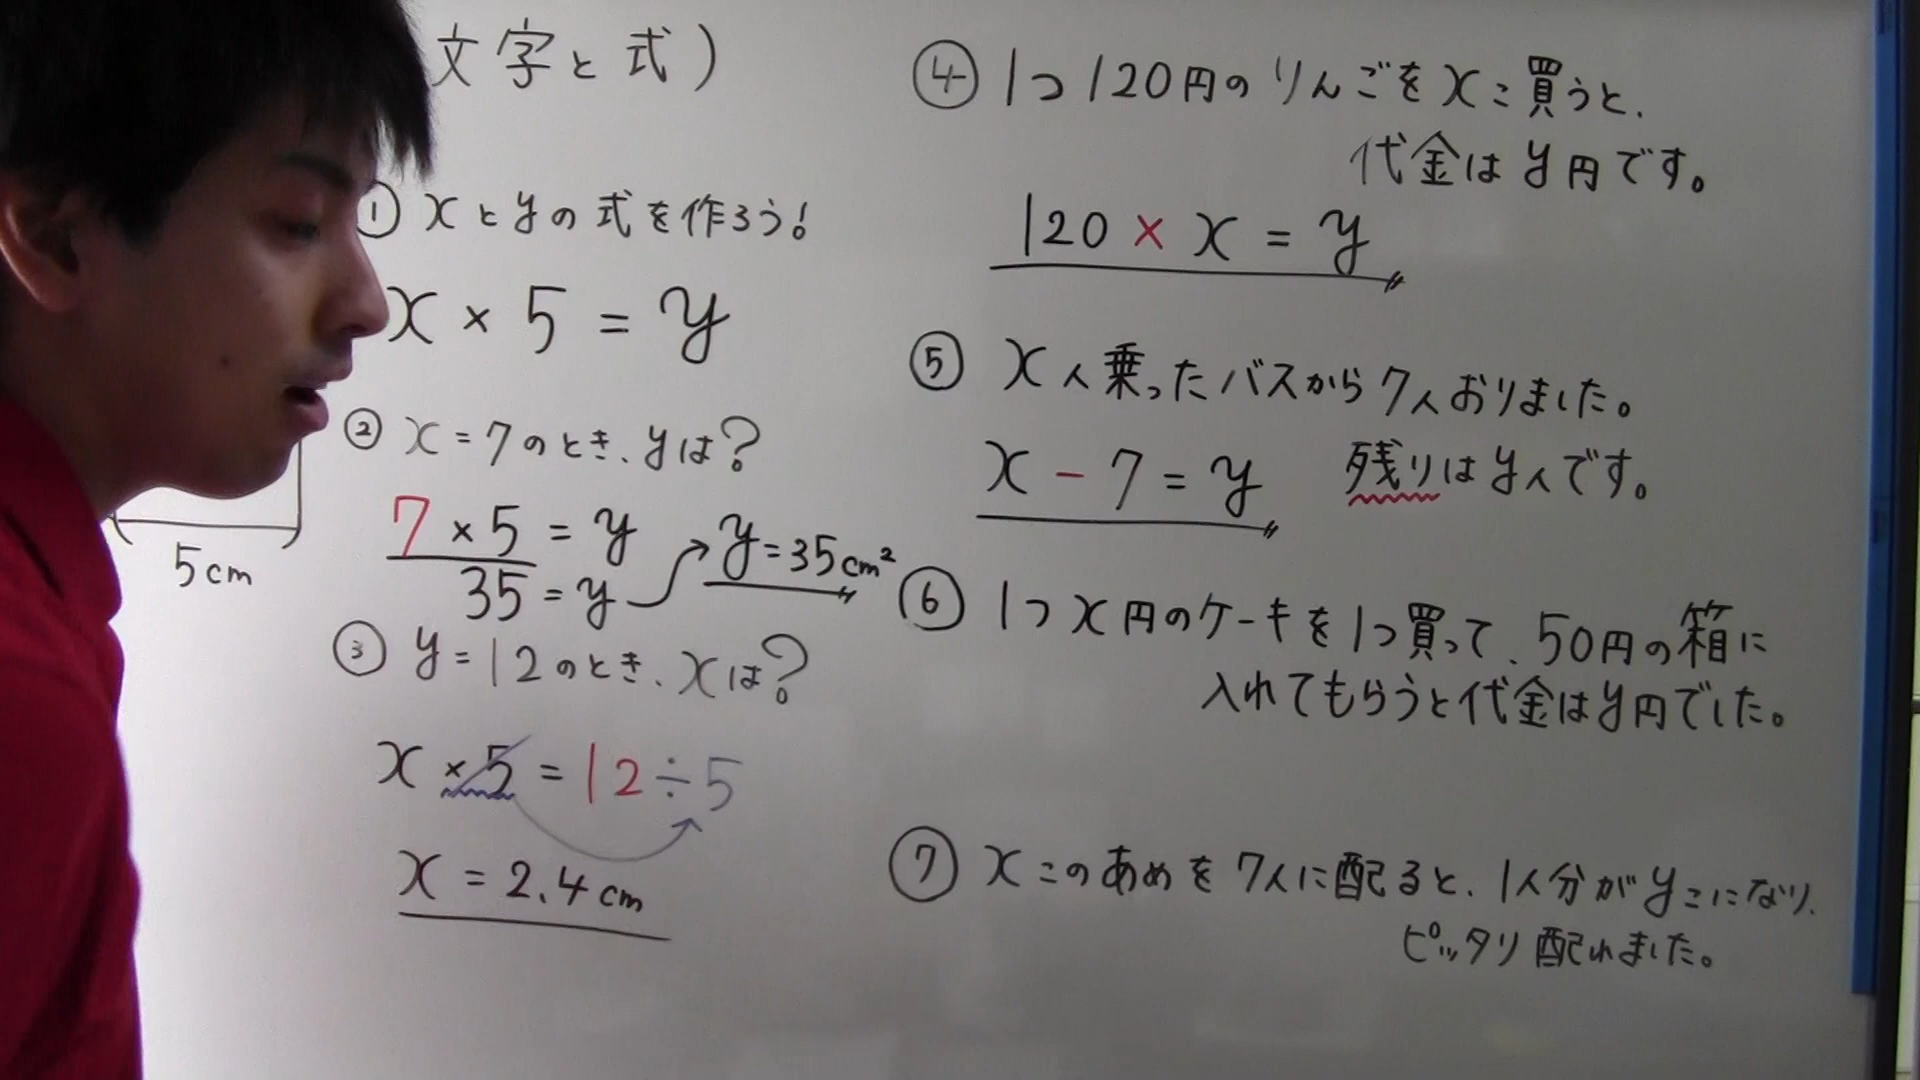 文字と式)
① xとyの式を作ろう!
x × 5 = y
② x=7のとき、yは?
7 × 5 = y
35 = y
y=35cm²
5cm
③ y=12のとき、xは?
x ×5 = 12÷5
x = 2.4cm
④ 1つ120円のりんごをxこ買うと、
代金はy円です。
120 × x = y
⑤ x人乗ったバスから7人おりました。
残りはy人です。
x - 7 = y
⑥ 1つx円のケーキを1つ買って、50円の箱に
入れてもらうと代金はy円でした。
⑦ xこのあめを7人に配ると、1人分がyこになり、
ピッタリ配れました。